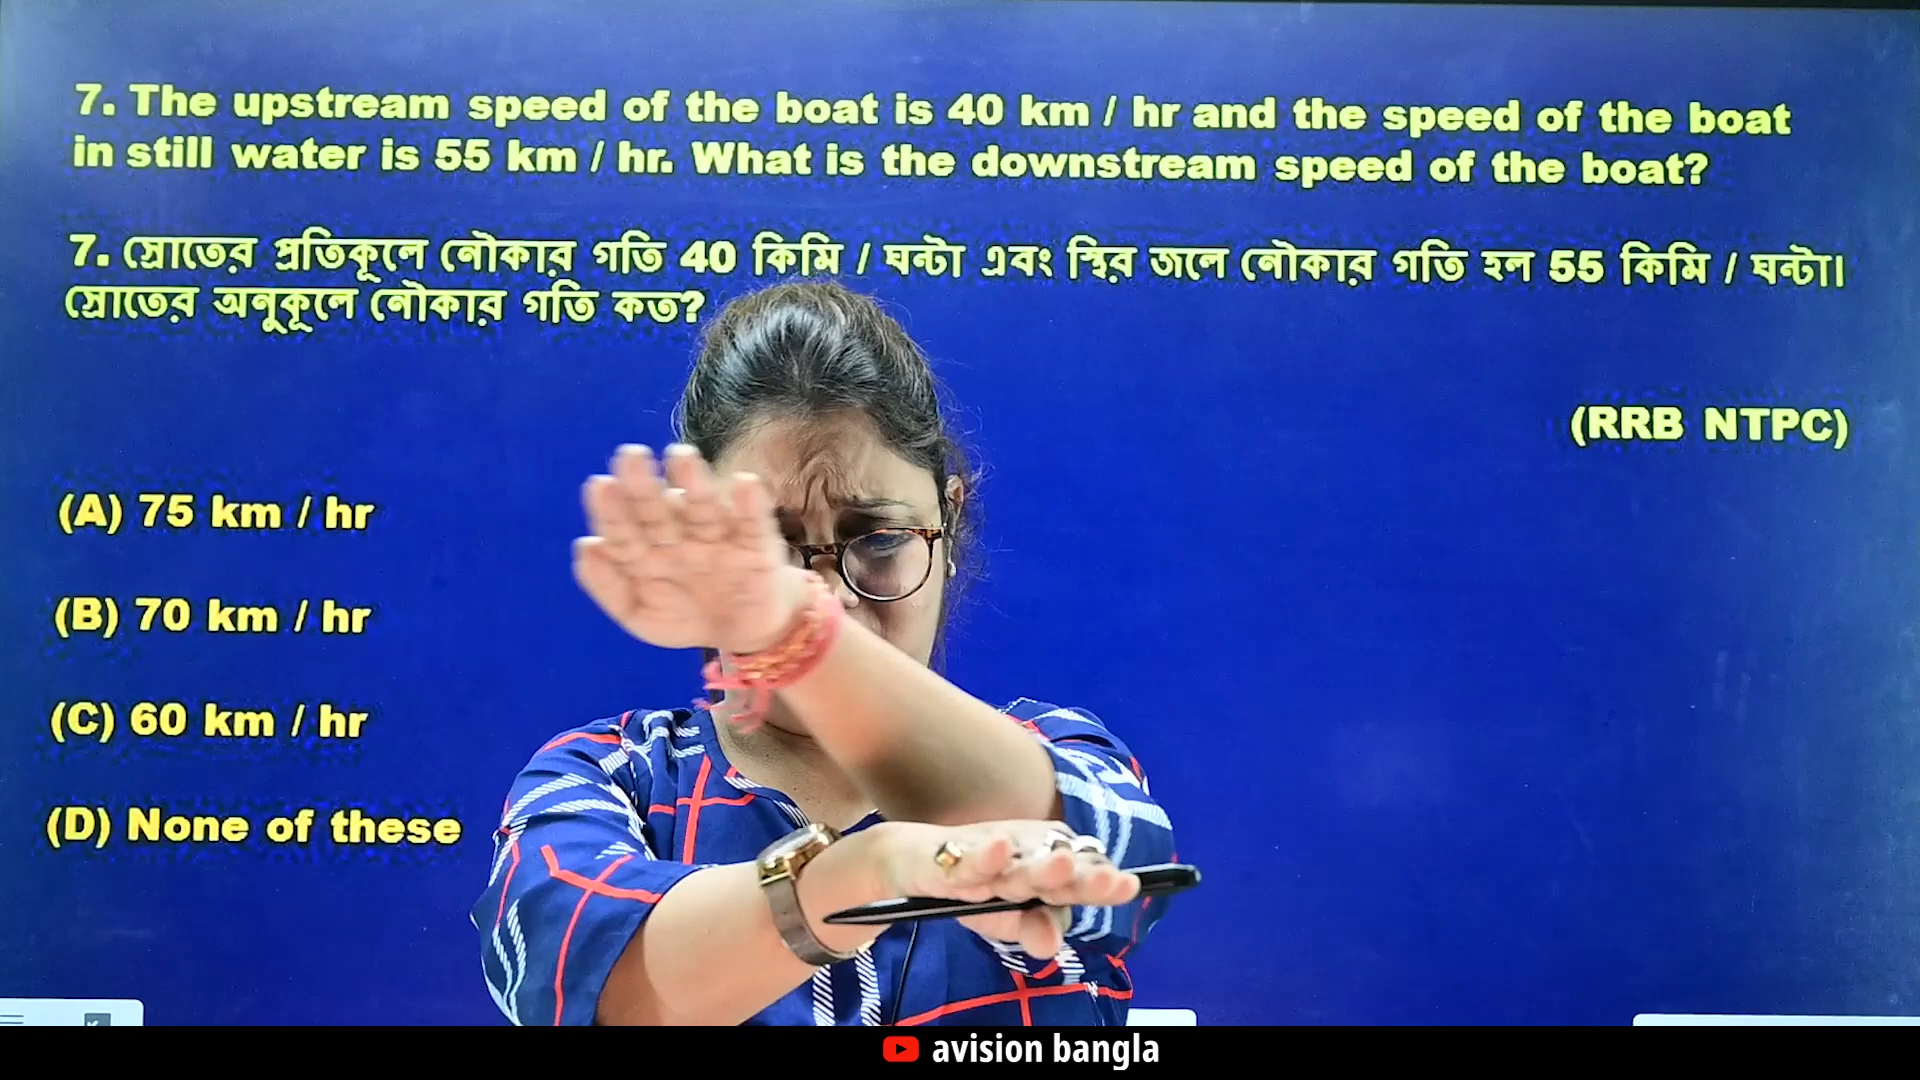 7. The upstream speed of the boat is 40 km / hr and the speed of the boat
in still water is 55 km / hr. What is the downstream speed of the boat?
7. স্রোতের প্রতিকূলে নৌকার গতি 40 কিমি / ঘন্টা এবং স্থির জলে নৌকার গতি হল 55 কিমি / ঘন্টা।
স্রোতের অনুকূলে নৌকার গতি কত?
(RRB NTPC)
(A) 75 km / hr
(B) 70 km / hr
(C) 60 km / hr
(D) None of these
avision bangla